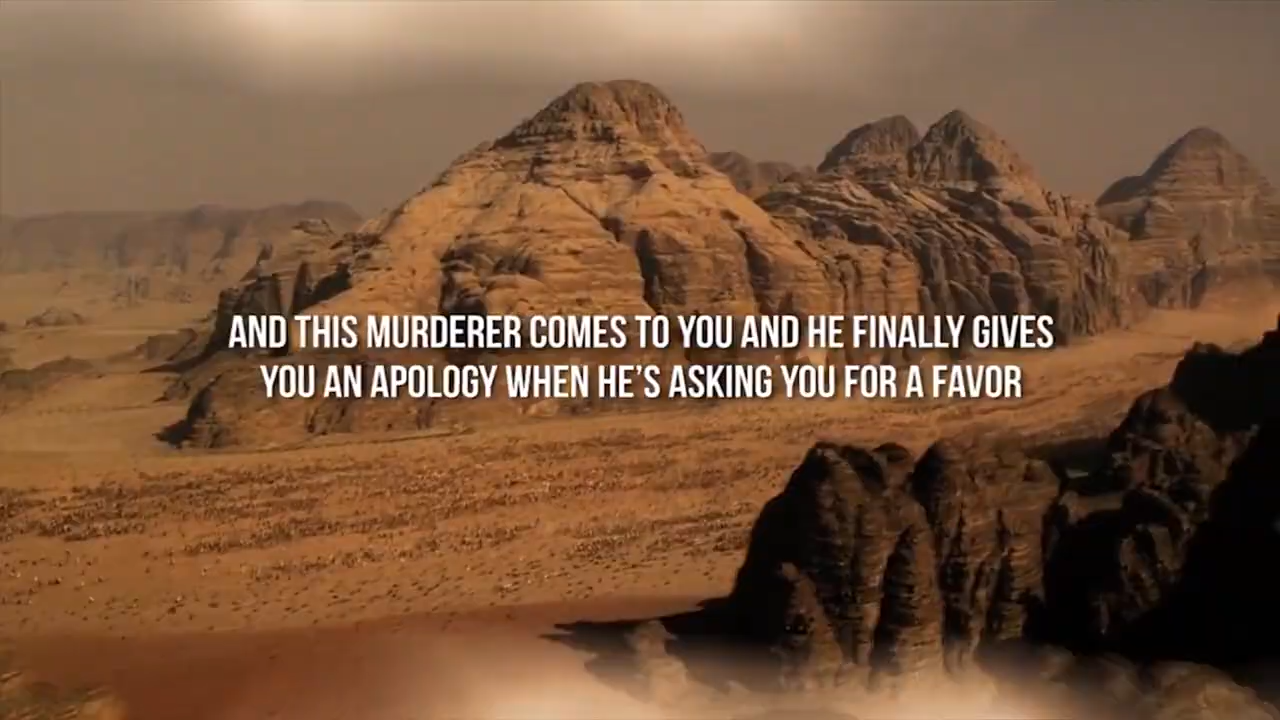 AND THIS MURDERER COMES TO YOU AND HE FINALLY GIVES
YOU AN APOLOGY WHEN HE'S ASKING YOU FOR A FAVOR